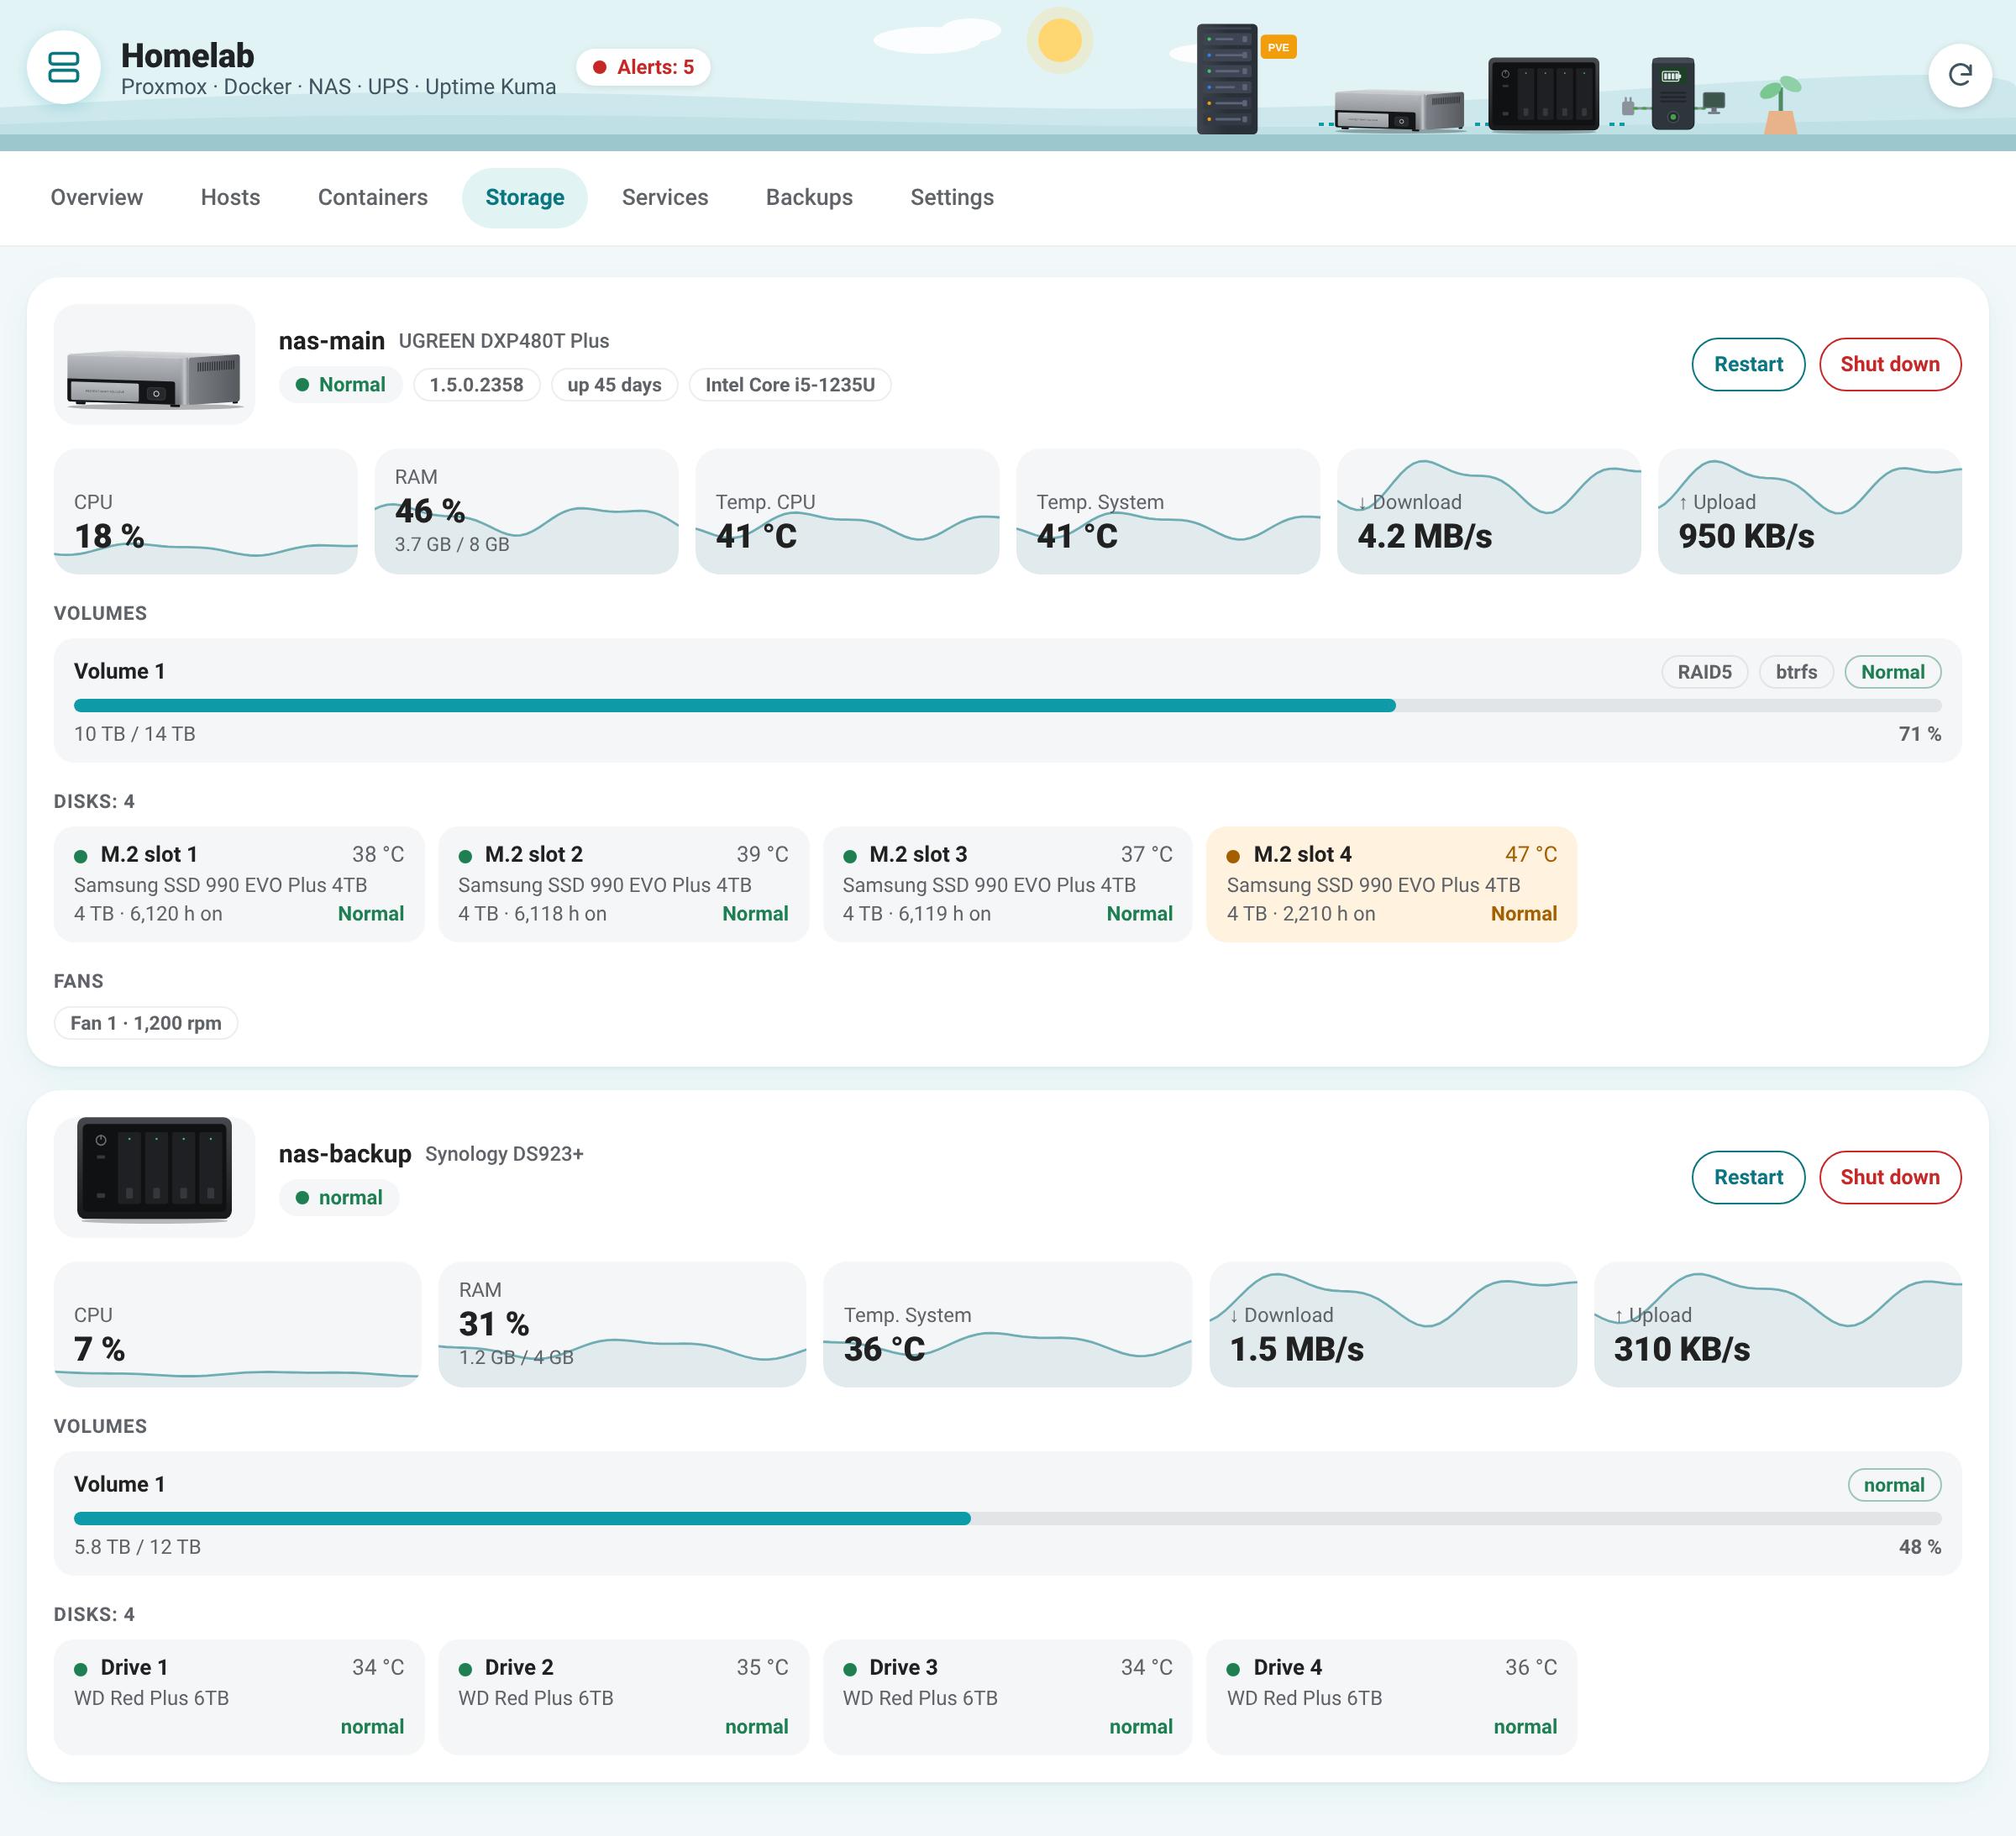 Homelab
Proxmox · Docker · NAS · UPS · Uptime Kuma
Alerts: 5
PVE
Overview Hosts Containers Storage Services Backups Settings
nas-main UGREEN DXP480T Plus
Normal 1.5.0.2358 up 45 days Intel Core i5-1235U
Restart Shut down
CPU
18 %
RAM
46 %
3.7 GB / 8 GB
Temp. CPU
41 °C
Temp. System
41 °C
↓ Download
4.2 MB/s
↑ Upload
950 KB/s
VOLUMES
Volume 1 RAID5 btrfs Normal
10 TB / 14 TB 71 %
DISKS: 4
M.2 slot 1 38 °C
Samsung SSD 990 EVO Plus 4TB
4 TB · 6,120 h on Normal
M.2 slot 2 39 °C
Samsung SSD 990 EVO Plus 4TB
4 TB · 6,118 h on Normal
M.2 slot 3 37 °C
Samsung SSD 990 EVO Plus 4TB
4 TB · 6,119 h on Normal
M.2 slot 4 47 °C
Samsung SSD 990 EVO Plus 4TB
4 TB · 2,210 h on Normal
FANS
Fan 1 · 1,200 rpm
nas-backup Synology DS923+
normal
Restart Shut down
CPU
7 %
RAM
31 %
1.2 GB / 4 GB
Temp. System
36 °C
↓ Download
1.5 MB/s
↑ Upload
310 KB/s
VOLUMES
Volume 1 normal
5.8 TB / 12 TB 48 %
DISKS: 4
Drive 1 34 °C
WD Red Plus 6TB
normal
Drive 2 35 °C
WD Red Plus 6TB
normal
Drive 3 34 °C
WD Red Plus 6TB
normal
Drive 4 36 °C
WD Red Plus 6TB
normal